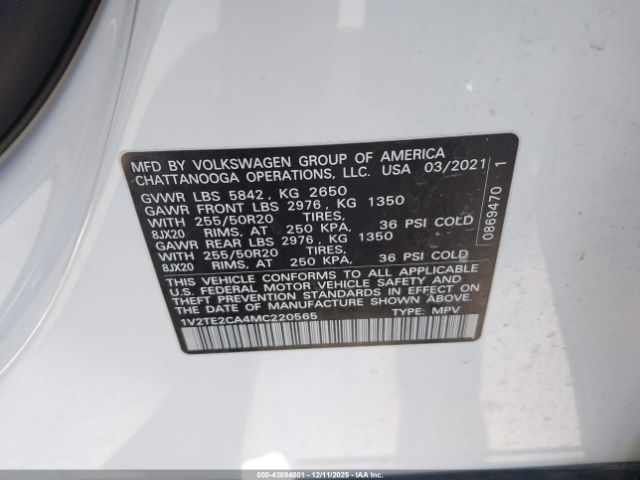 MFD BY VOLKSWAGEN GROUP OF AMERICA
CHATTANOOGA OPERATIONS, LLC. USA 03/2021
GVWR LBS 5842, KG 2650
GAWR FRONT LBS 2976, KG 1350
WITH 255/50R20 TIRES,
8JX20 RIMS, AT 250 KPA, 36 PSI COLD
GAWR REAR LBS 2976, KG 1350
WITH 255/50R20 TIRES,
8JX20 RIMS, AT 250 KPA, 36 PSI COLD
THIS VEHICLE CONFORMS TO ALL APPLICABLE
U.S. FEDERAL MOTOR VEHICLE SAFETY, BUMPER,
THEFT PREVENTION STANDARDS IN EFFECT ON
THE DATE OF MANUFACTURE SHOWN ABOVE.
1V2TE2CA4MC220565 TYPE: MPV
0869470 1
000-43894801 - 12/11/2025 - IAAI.COM